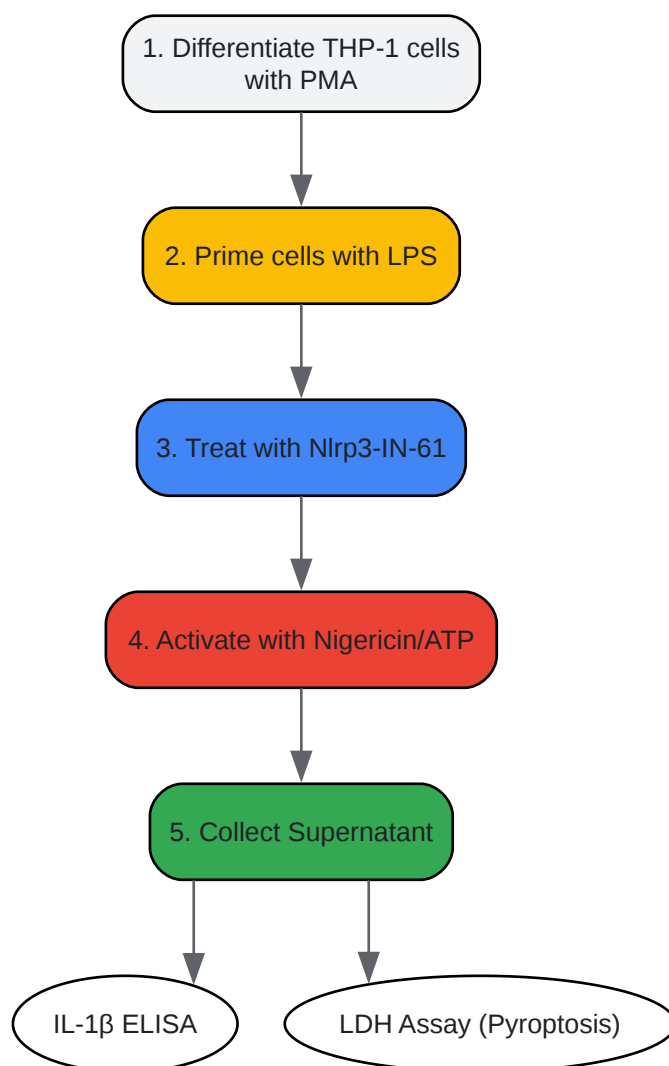 1. Differentiate THP-1 cells
with PMA
2. Prime cells with LPS
3. Treat with Nlrp3-IN-61
4. Activate with Nigericin/ATP
5. Collect Supernatant
IL-1β ELISA
LDH Assay (Pyroptosis)